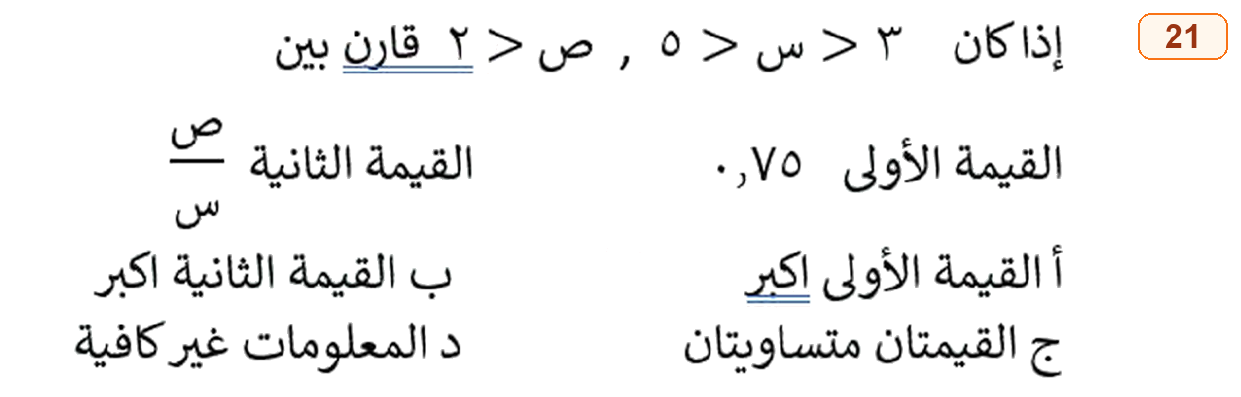 21
إذا كان ٣ < س < ٥ , ص < ٢ قارن بين
القيمة الأولى ٠,٧٥ القيمة الثانية ص
س
أ القيمة الأولى اكبر ب القيمة الثانية اكبر
ج القيمتان متساويتان د المعلومات غير كافية